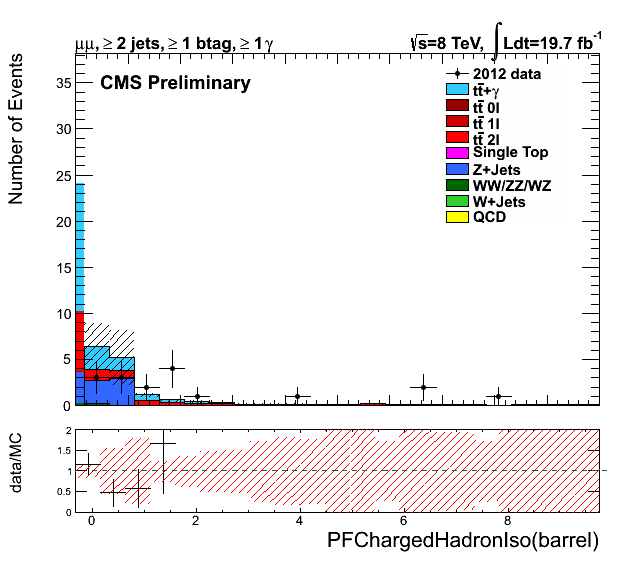 μμ, ≥ 2 jets, ≥ 1 btag, ≥ 1 γ
√s=8 TeV, ∫ Ldt=19.7 fb⁻¹
CMS Preliminary
Number of Events
35
30
25
20
15
10
5
0
2012 data
tt̄+γ
tt̄ 0l
tt̄ 1l
tt̄ 2l
Single Top
Z+Jets
WW/ZZ/WZ
W+Jets
QCD
data/MC
2
1.5
1
0.5
0
0 2 4 6 8
PFChargedHadronIso(barrel)